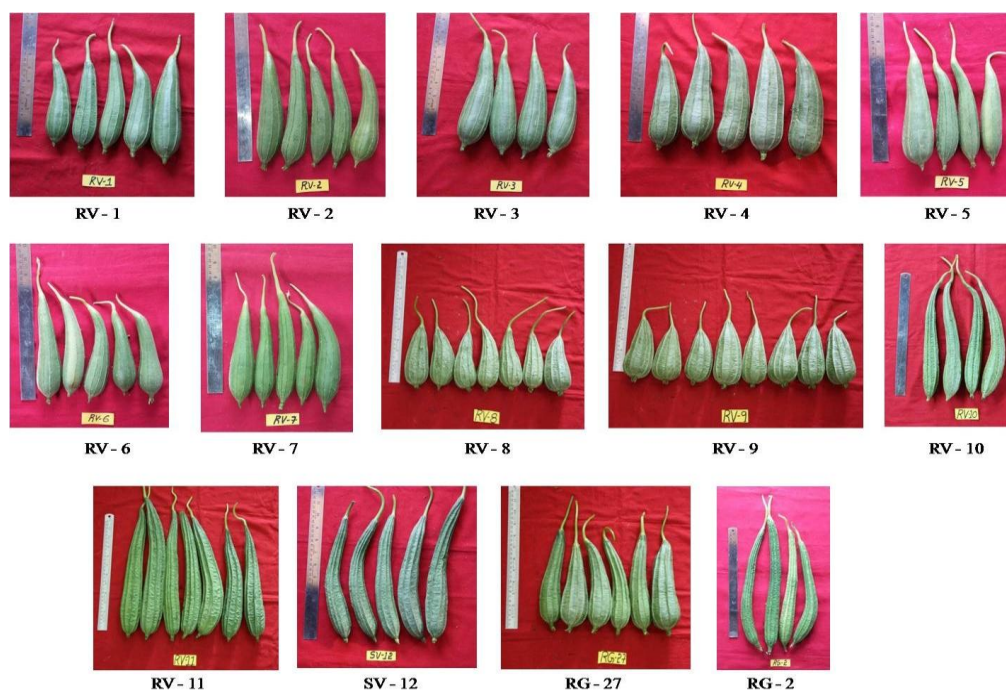 RV-1
RV-2
RV-3
RV-4
RV-5
RV - 1
RV - 2
RV - 3
RV - 4
RV - 5
RV-6
RV-7
RV-8
RV-9
RV-10
RV - 6
RV - 7
RV - 8
RV - 9
RV - 10
RV-11
SV-12
RG-27
RG-2
RV - 11
SV - 12
RG - 27
RG - 2